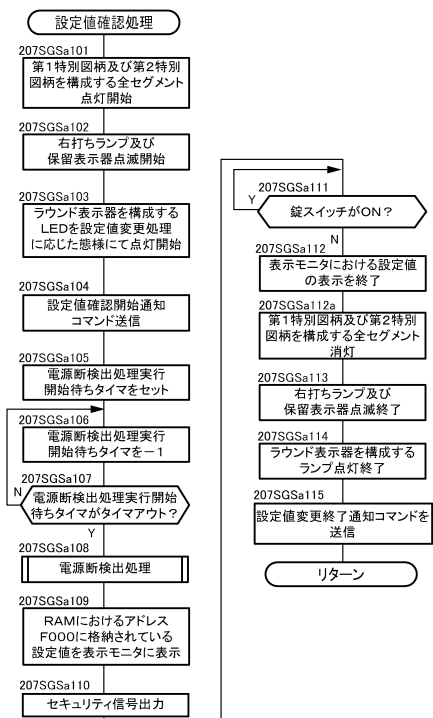 設定値確認処理
207SGSa101
第1特別図柄及び第2特別
図柄を構成する全セグメント
点灯開始
207SGSa102
右打ちランプ及び
保留表示器点滅開始
207SGSa103
ラウンド表示器を構成する
LEDを設定値変更処理
に応じた態様にて点灯開始
207SGSa104
設定値確認開始通知
コマンド送信
207SGSa105
電源断検出処理実行
開始待ちタイマをセット
207SGSa106
電源断検出処理実行
開始待ちタイマを－1
207SGSa107
N
電源断検出処理実行開始
待ちタイマがタイマアウト？
Y
207SGSa108
電源断検出処理
207SGSa109
RAMにおけるアドレス
F000に格納されている
設定値を表示モニタに表示
207SGSa110
セキュリティ信号出力
207SGSa111
Y
錠スイッチがON？
N
207SGSa112
表示モニタにおける設定値
の表示を終了
207SGSa112a
第1特別図柄及び第2特別
図柄を構成する全セグメント
消灯
207SGSa113
右打ちランプ及び
保留表示器点滅終了
207SGSa114
ラウンド表示器を構成する
ランプ点灯終了
207SGSa115
設定値変更終了通知コマンドを
送信
リターン